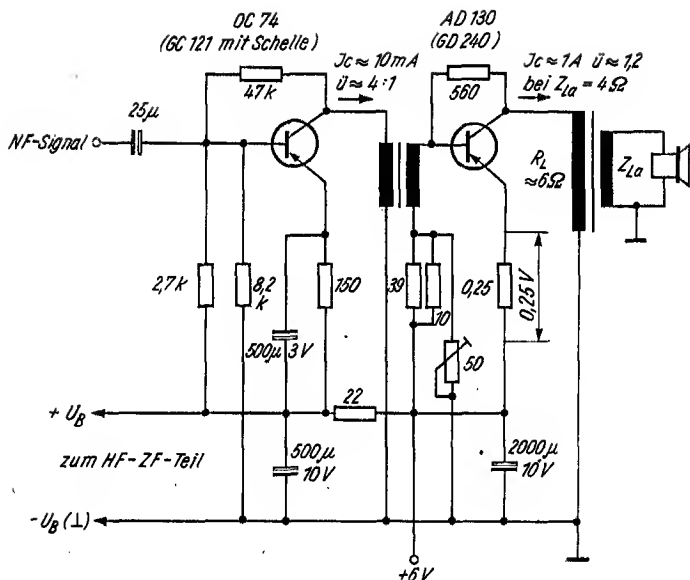 OC 74
(GC 121 mit Schelle)
AD 130
(GD 240)
47k
Jc ≈ 10mA
ü ≈ 4:1
560
Jc ≈ 1A ü ≈ 1,2
bei Z_La = 4Ω
25µ
NF-Signal
R_L
≈6Ω
Z_La
2,7k
8,2
k
150
39
10
0,25
0,25V
500µ 3V
50
22
+ U_B
zum HF-ZF-Teil
500µ
10V
2000µ
10V
- U_B (⊥)
+6V